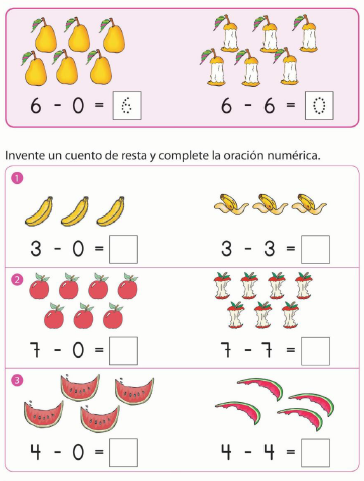 6 - 0 = 6
6 - 6 = 0
Invente un cuento de resta y complete la oración numérica.
1
3 - 0 =
3 - 3 =
2
7 - 0 =
7 - 7 =
3
4 - 0 =
4 - 4 =